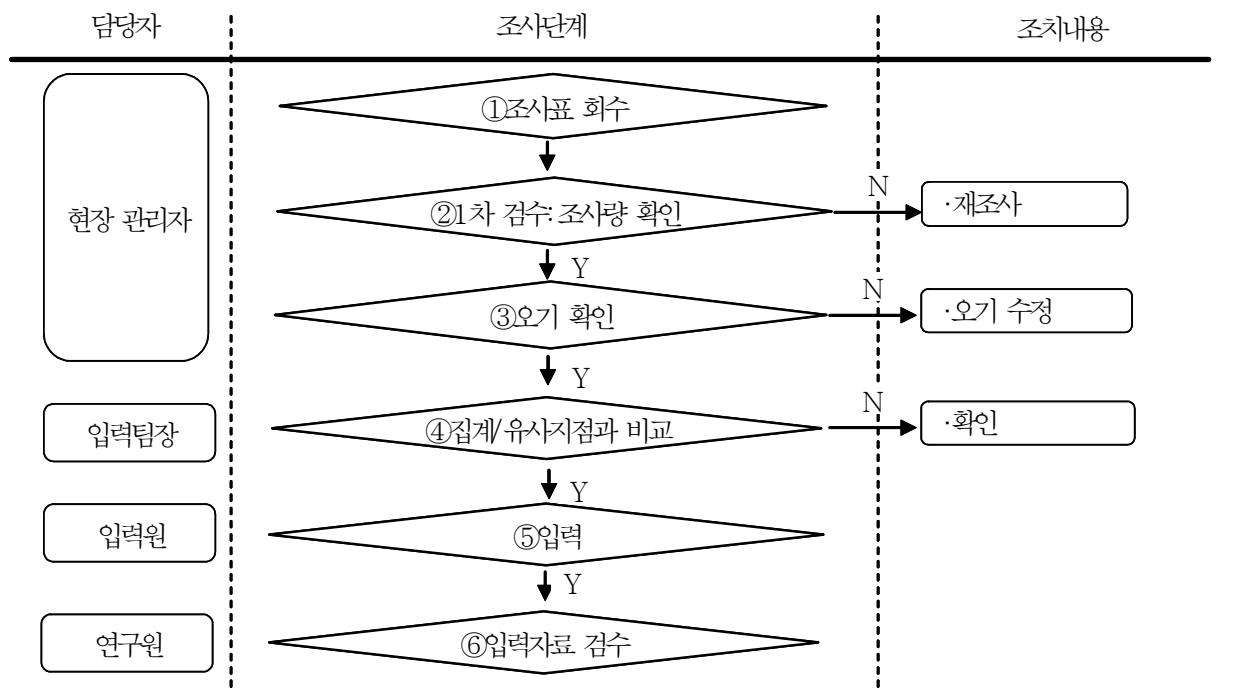 담당자
조사단계
조치내용
①조사표 회수
현장 관리자
②1차 검수: 조사량 확인
N
·재조사
Y
③오기 확인
N
·오기 수정
Y
입력팀장
④집계/유사지점과 비교
N
·확인
Y
입력원
⑤입력
Y
연구원
⑥입력자료 검수